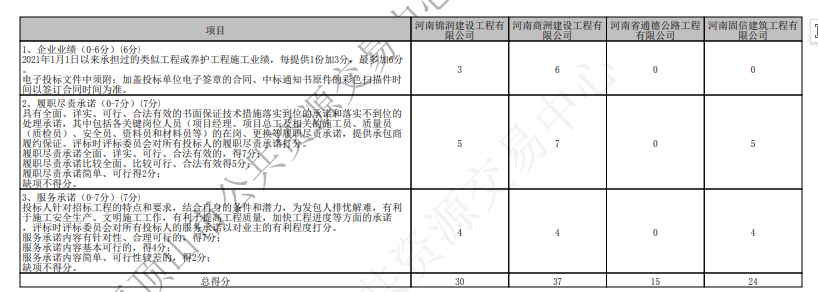 项目 河南锦润建设工程有限公司 河南商洲建设工程有限公司 河南省通德公路工程有限公司 河南固信建筑工程有限公司
1、企业业绩(0-6分)(6分)
2021年1月1日以来承担过的类似工程或养护工程施工业绩，每提供1份加3分，最多加6分
。
电子投标文件中须附：加盖投标单位电子签章的合同、中标通知书原件的彩色扫描件时
间以签订合同时间为准。
3 6 0 0
2、履职尽责承诺(0-7分)(7分)
具有全面、详实、可行、合法有效的书面保证技术措施落实到位的承诺和落实不到位的
处理承诺，其中包括各关键岗位人员（项目经理、项目总工及相关的施工员、质量员
（质检员）、安全员、资料员和材料员等）的在岗、更换等履职尽责承诺，提供承包商
履约保证。评标时评标委员会对所有投标人的履职尽责承诺打分。
履职尽责承诺全面、详实、可行、合法有效的，得7分；
履职尽责承诺比较全面、比较可行、合法有效得5分；
履职尽责承诺简单、可行得2分；
缺项不得分。
5 7 0 5
3、服务承诺(0-7分)(7分)
投标人针对招标工程的特点和要求，结合自身的条件和潜力，为发包人排忧解难，有利
于施工安全生产、文明施工工作，有利于提高工程质量，加快工程进度等方面的承诺
，评标时评标委员会对所有投标人的服务承诺以对业主的有利程度打分。
服务承诺内容有针对性、合理可行的，得7分；
服务承诺内容基本可行的，得4分；
服务承诺内容简单、可行性较差的，得2分；
缺项不得分。
4 4 0 4
总得分 30 37 15 24
顶山市公共资源交易中心
共资源交易中心